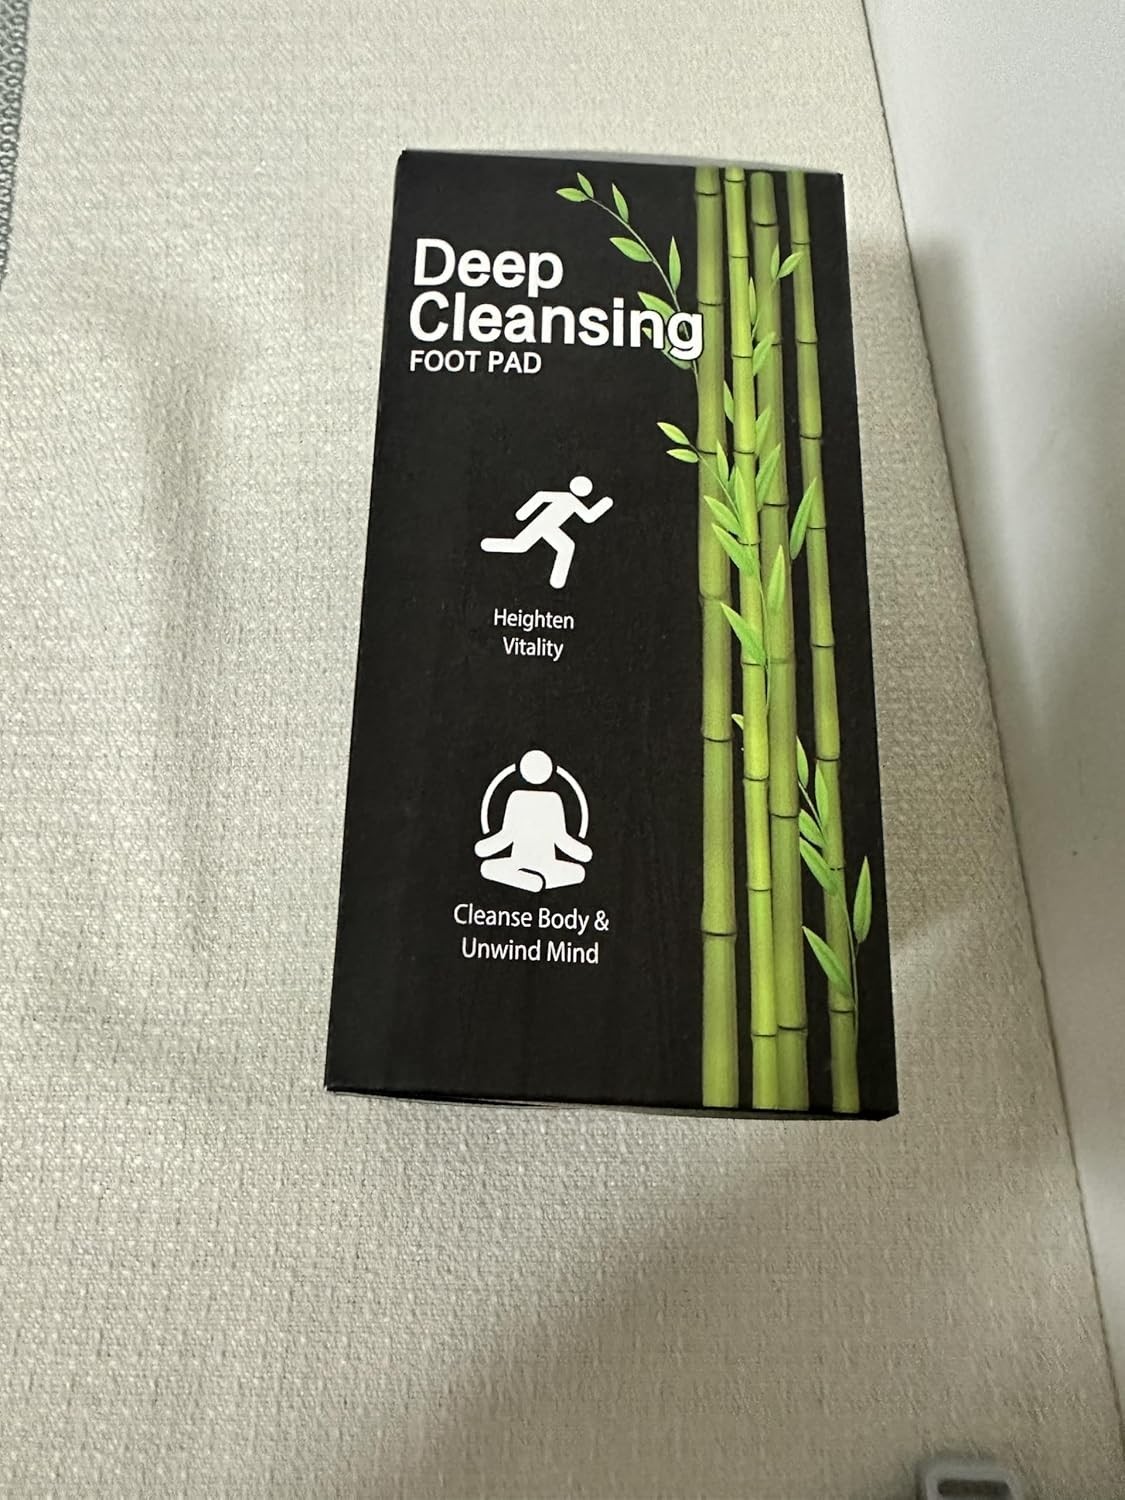 Deep
Cleansing
FOOT PAD
Heighten
Vitality
Cleanse Body &
Unwind Mind